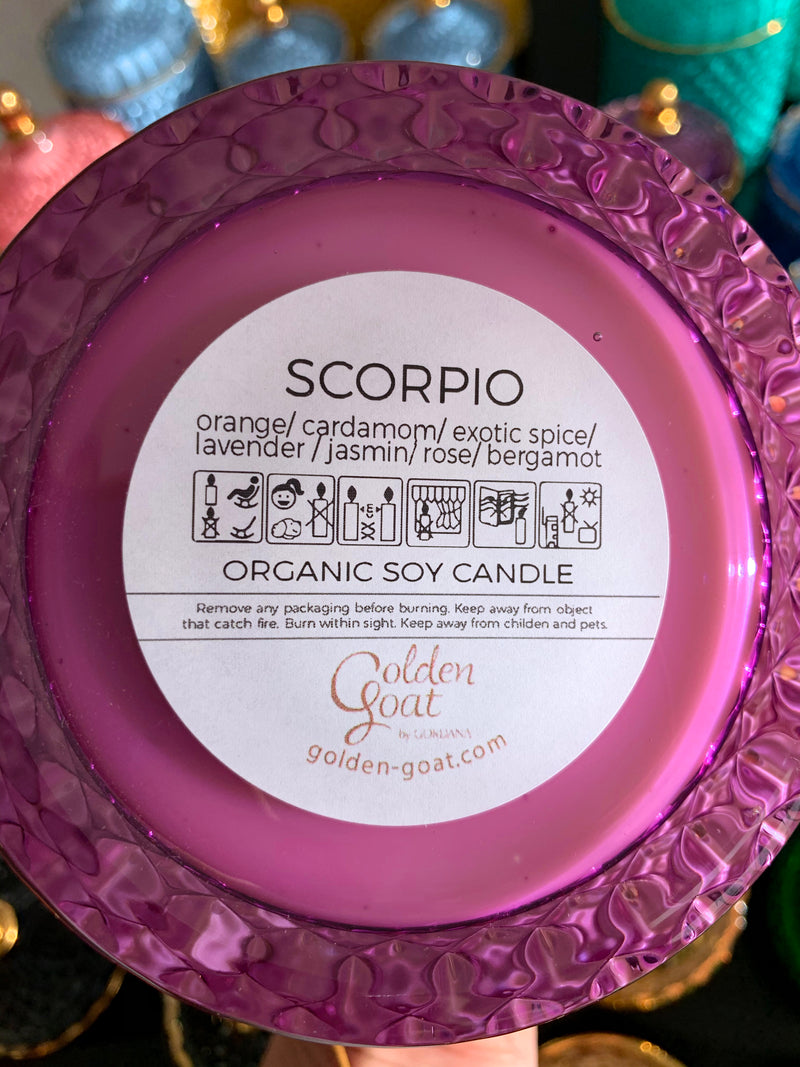 SCORPIO
orange/ cardamom/ exotic spice/
lavender /jasmin/ rose/ bergamot
ORGANIC SOY CANDLE
Remove any packaging before burning. Keep away from object
that catch fire. Burn within sight. Keep away from childen and pets.
Golden
Goat
by GORDANA
golden-goat.com